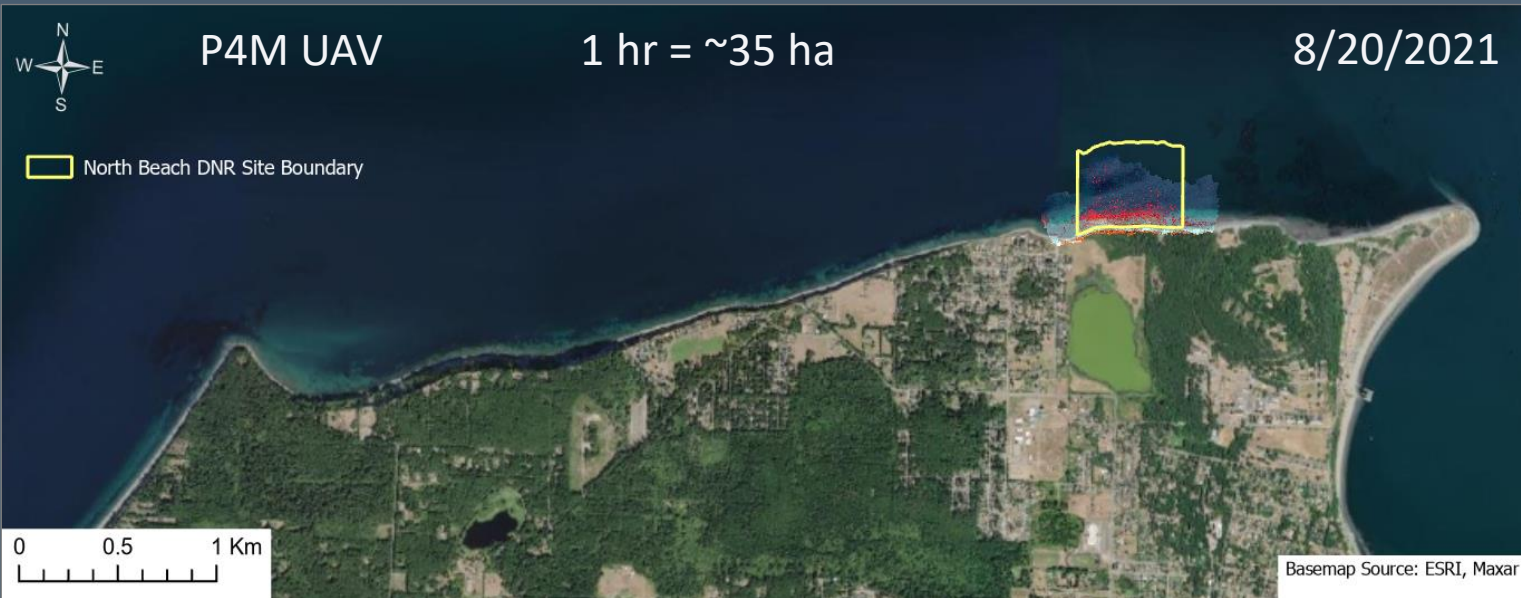 N
W E
S
P4M UAV
1 hr = ~35 ha
8/20/2021
North Beach DNR Site Boundary
0 0.5 1 Km
Basemap Source: ESRI, Maxar